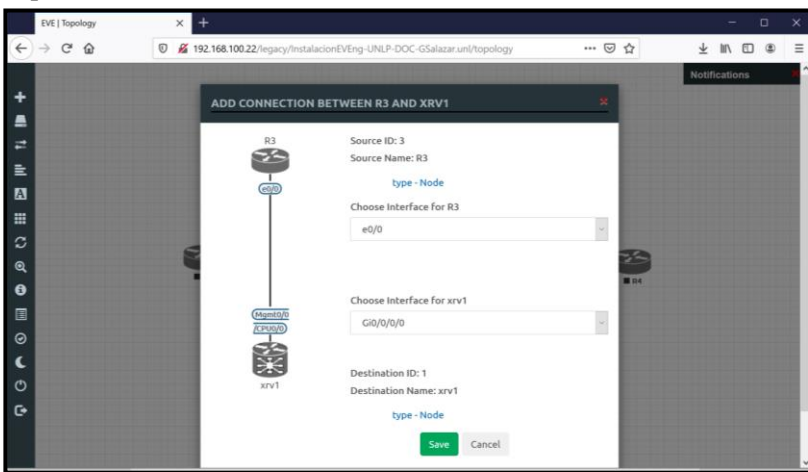 EVE | Topology
192.168.100.22/legacy/InstalacionEVEng-UNLP-DOC-GSalazar.unl/topology
Notifications
ADD CONNECTION BETWEEN R3 AND XRV1
R3
Source ID: 3
Source Name: R3
e0/0
type - Node
Choose Interface for R3
e0/0
R4
Choose Interface for xrv1
Mgmt0/0
/CPU0/0
Gi0/0/0/0
xrv1
Destination ID: 1
Destination Name: xrv1
type - Node
Save Cancel